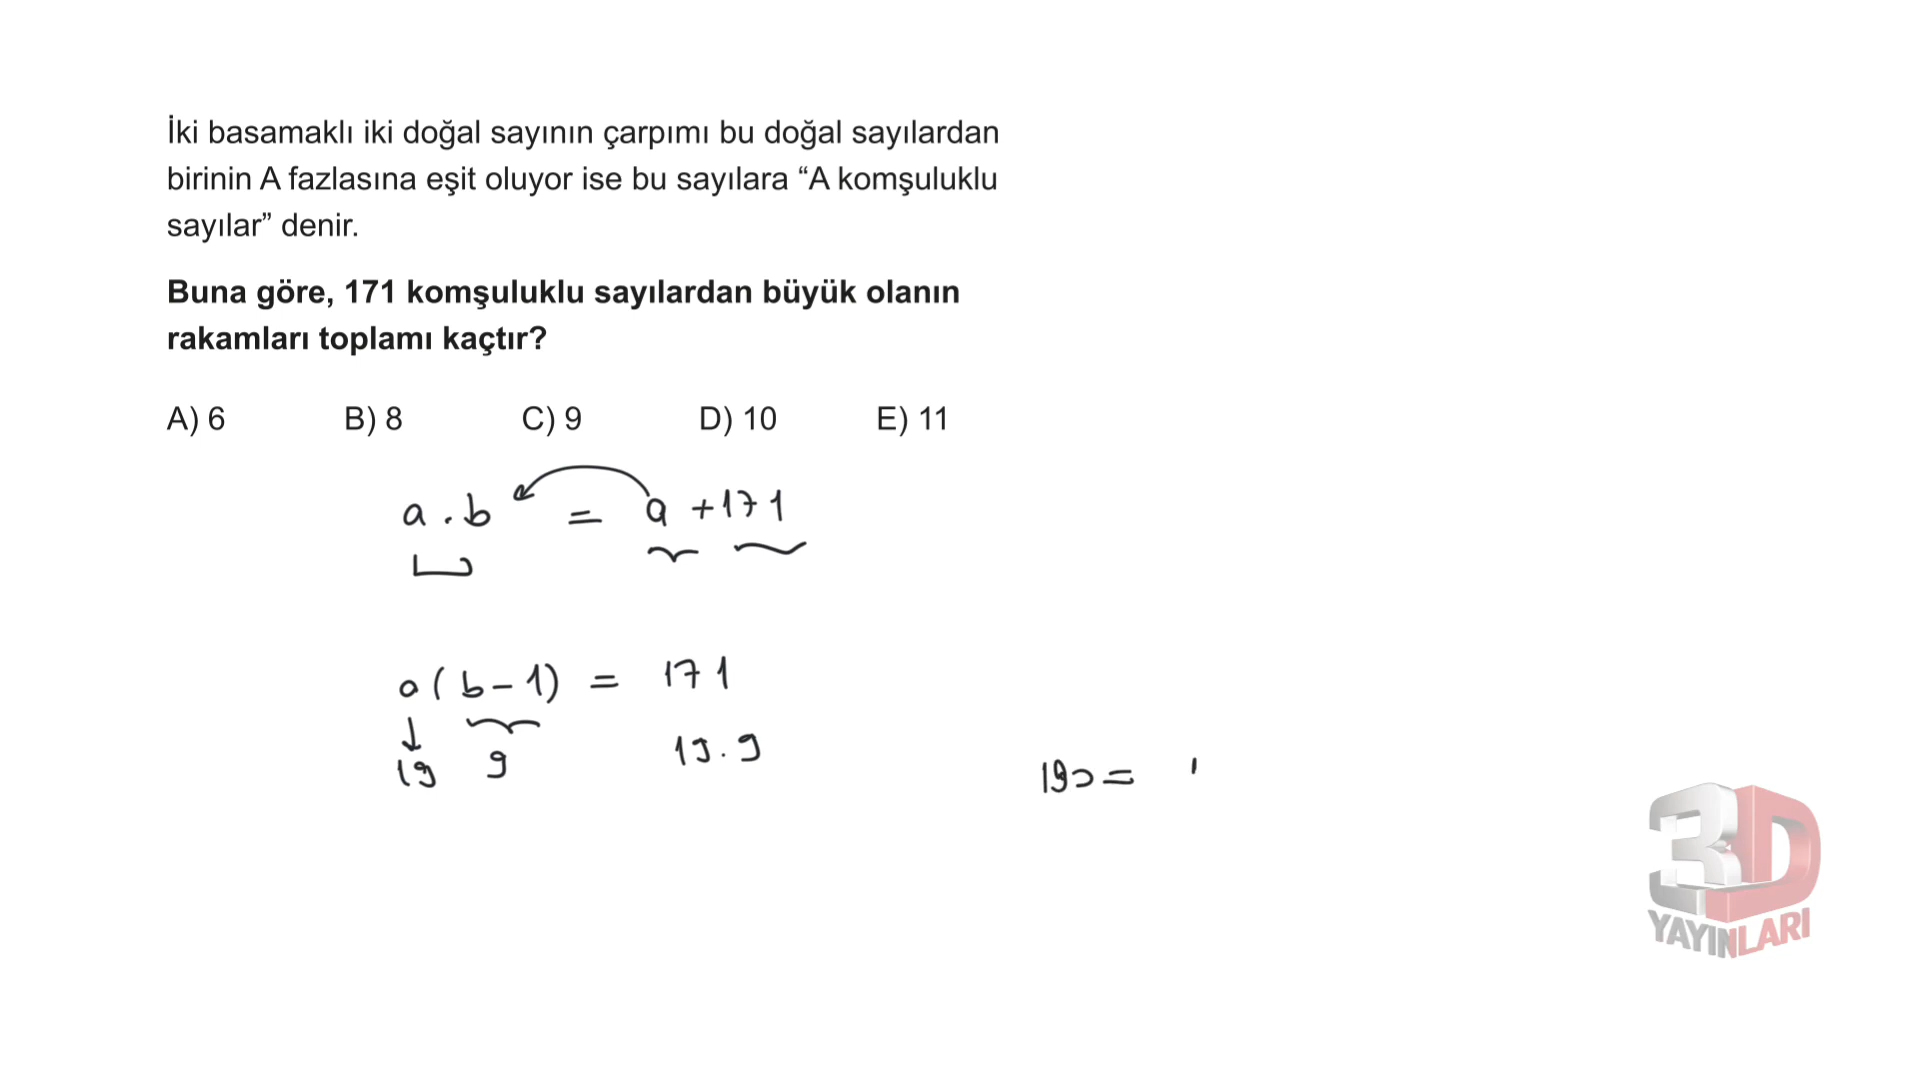 İki basamaklı iki doğal sayının çarpımı bu doğal sayılardan
birinin A fazlasına eşit oluyor ise bu sayılara “A komşuluklu
sayılar” denir.
Buna göre, 171 komşuluklu sayılardan büyük olanın
rakamları toplamı kaçtır?
A) 6 B) 8 C) 9 D) 10 E) 11
a . b = a + 171
a ( b - 1) = 171
19 9 19 . 9
190 =
3D
YAYINLARI